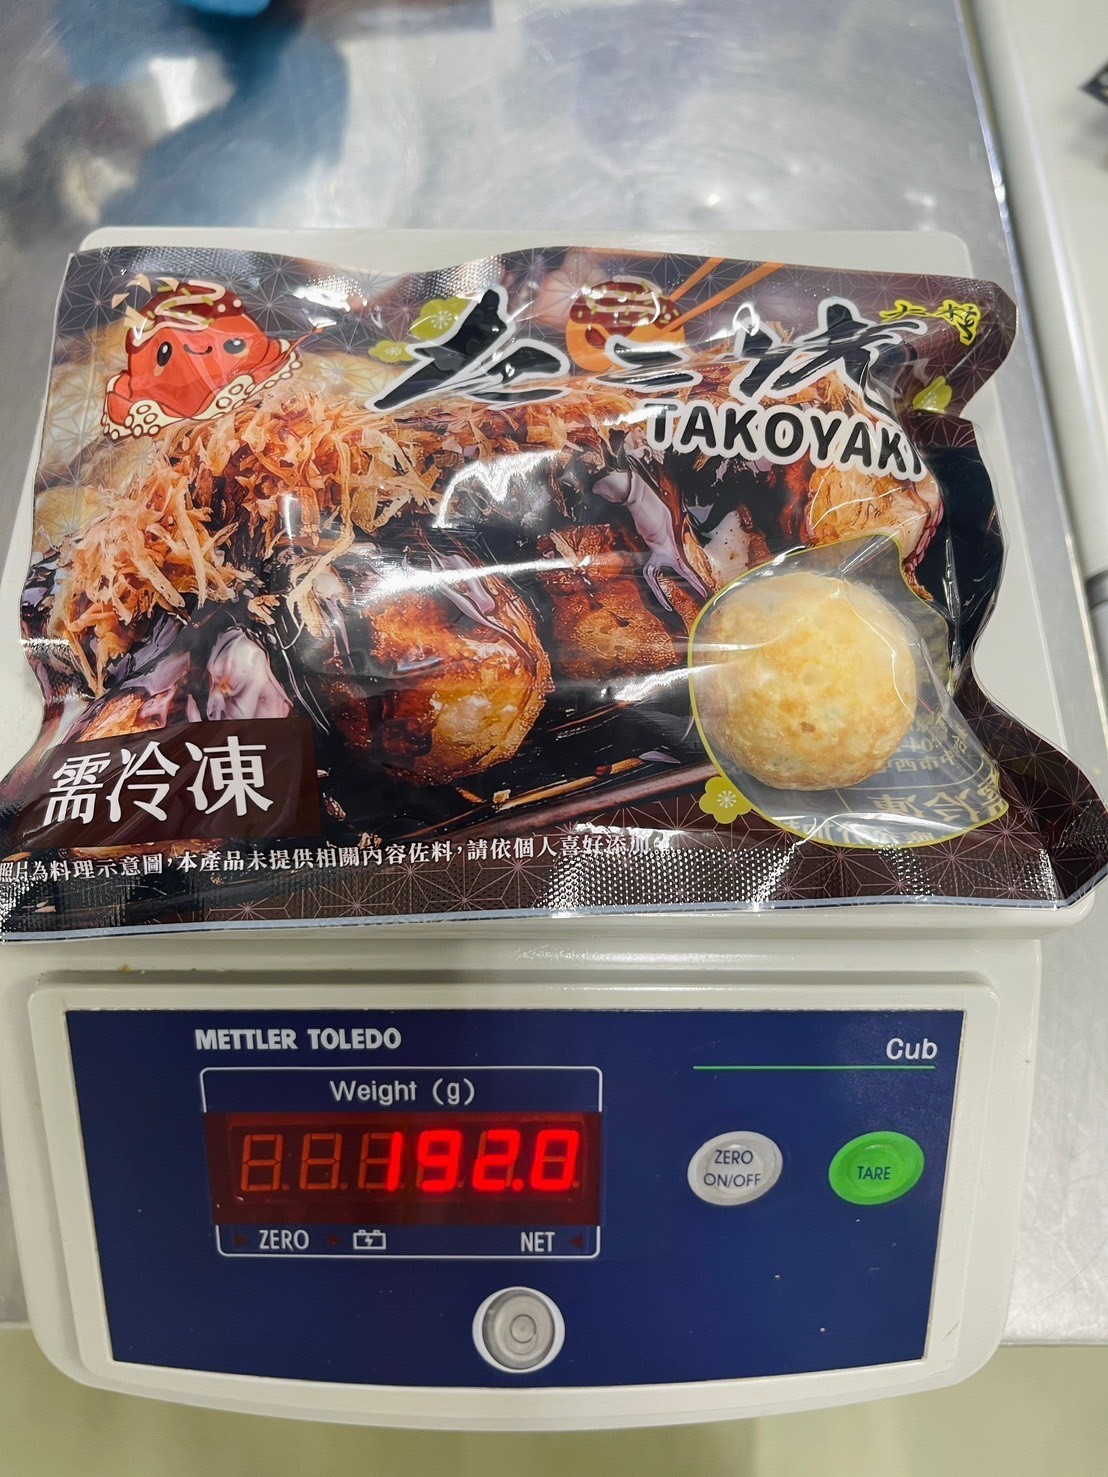 TAKOYAKI
需冷凍
照片為料理示意圖,本產品未提供相關內容佐料,請依個人喜好添加。
METTLER TOLEDO
Cub
Weight (g)
192.0
ZERO
NET
ZERO
ON/OFF
TARE